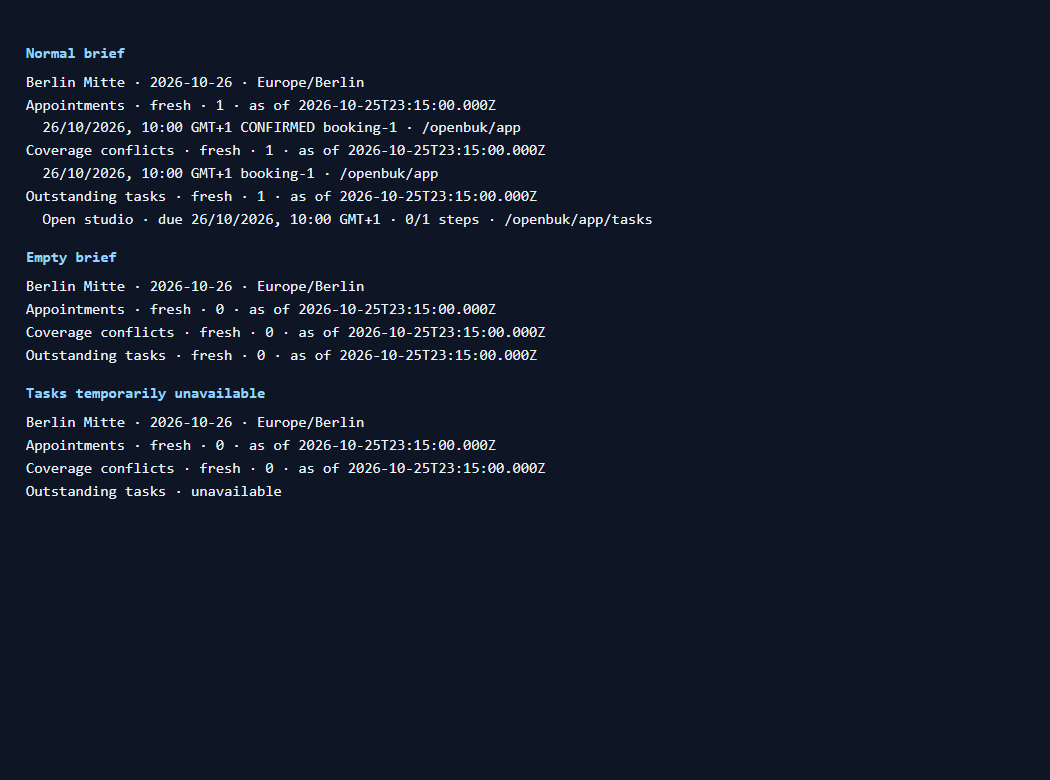 Normal brief
Berlin Mitte · 2026-10-26 · Europe/Berlin
Appointments · fresh · 1 · as of 2026-10-25T23:15:00.000Z
26/10/2026, 10:00 GMT+1 CONFIRMED booking-1 · /openbuk/app
Coverage conflicts · fresh · 1 · as of 2026-10-25T23:15:00.000Z
26/10/2026, 10:00 GMT+1 booking-1 · /openbuk/app
Outstanding tasks · fresh · 1 · as of 2026-10-25T23:15:00.000Z
Open studio · due 26/10/2026, 10:00 GMT+1 · 0/1 steps · /openbuk/app/tasks
Empty brief
Berlin Mitte · 2026-10-26 · Europe/Berlin
Appointments · fresh · 0 · as of 2026-10-25T23:15:00.000Z
Coverage conflicts · fresh · 0 · as of 2026-10-25T23:15:00.000Z
Outstanding tasks · fresh · 0 · as of 2026-10-25T23:15:00.000Z
Tasks temporarily unavailable
Berlin Mitte · 2026-10-26 · Europe/Berlin
Appointments · fresh · 0 · as of 2026-10-25T23:15:00.000Z
Coverage conflicts · fresh · 0 · as of 2026-10-25T23:15:00.000Z
Outstanding tasks · unavailable